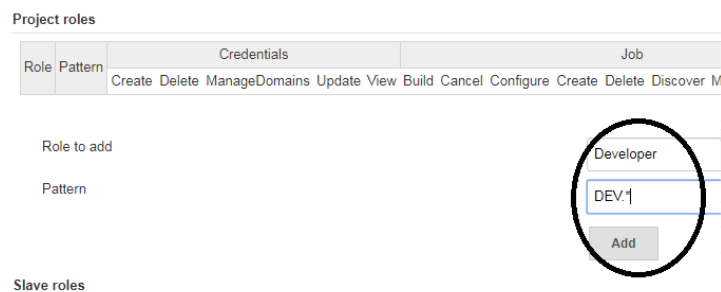 Project roles
Role Pattern Credentials Job
Create Delete ManageDomains Update View Build Cancel Configure Create Delete Discover M
Role to add Developer
Pattern DEV.*
Add
Slave roles